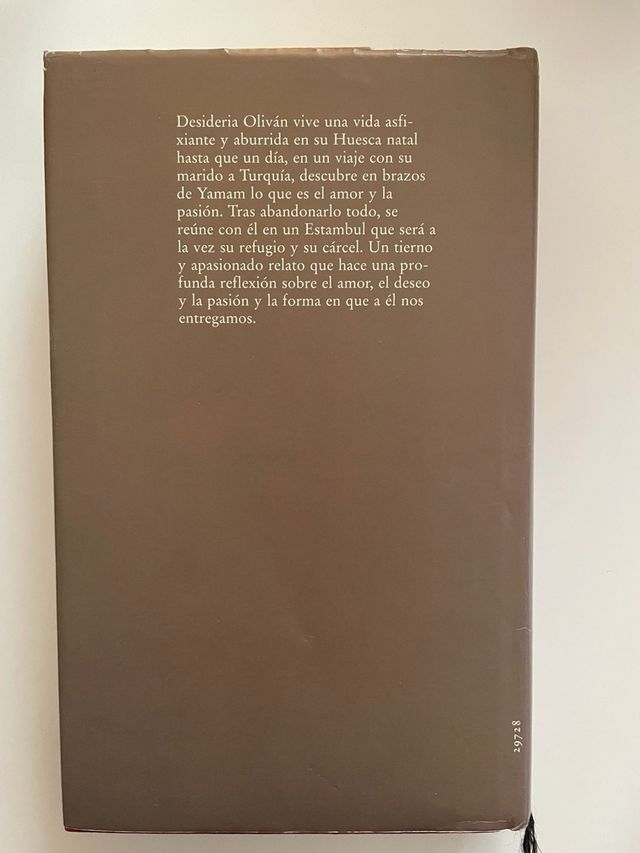 Desideria Oliván vive una vida asfi-
xiante y aburrida en su Huesca natal
hasta que un día, en un viaje con su
marido a Turquía, descubre en brazos
de Yamam lo que es el amor y la
pasión. Tras abandonarlo todo, se
reúne con él en un Estambul que será a
la vez su refugio y su cárcel. Un tierno
y apasionado relato que hace una pro-
funda reflexión sobre el amor, el deseo
y la pasión y la forma en que a él nos
entregamos.
29728